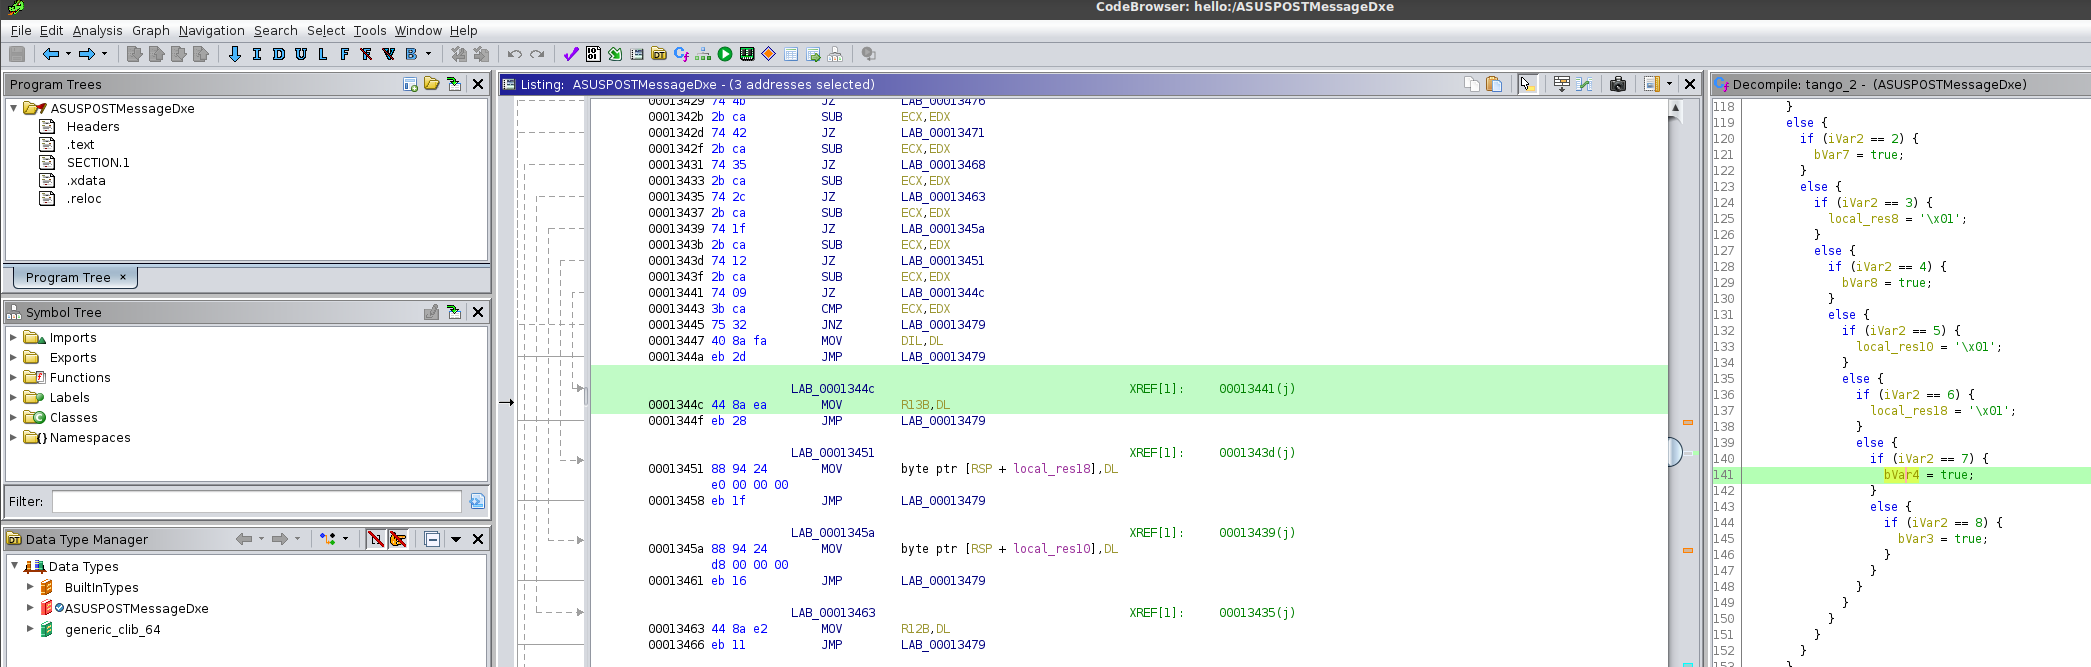 CodeBrowser: hello:/ASUSPOSTMessageDxe
File Edit Analysis Graph Navigation Search Select Tools Window Help
I D U L F F V B
Program Trees
ASUSPOSTMessageDxe
Headers
.text
SECTION.1
.xdata
.reloc
Program Tree ×
Symbol Tree
Imports
Exports
Functions
Labels
Classes
Namespaces
Filter:
Data Type Manager
Data Types
BuiltInTypes
ASUSPOSTMessageDxe
generic_clib_64
Listing: ASUSPOSTMessageDxe - (3 addresses selected)
00013429 74 4b JZ LAB_00013476
0001342b 2b ca SUB ECX,EDX
0001342d 74 42 JZ LAB_00013471
0001342f 2b ca SUB ECX,EDX
00013431 74 35 JZ LAB_00013468
00013433 2b ca SUB ECX,EDX
00013435 74 2c JZ LAB_00013463
00013437 2b ca SUB ECX,EDX
00013439 74 1f JZ LAB_0001345a
0001343b 2b ca SUB ECX,EDX
0001343d 74 12 JZ LAB_00013451
0001343f 2b ca SUB ECX,EDX
00013441 74 09 JZ LAB_0001344c
00013443 3b ca CMP ECX,EDX
00013445 75 32 JNZ LAB_00013479
00013447 40 8a fa MOV DIL,DL
0001344a eb 2d JMP LAB_00013479
LAB_0001344c XREF[1]: 00013441(j)
0001344c 44 8a ea MOV R13B,DL
0001344f eb 28 JMP LAB_00013479
LAB_00013451 XREF[1]: 0001343d(j)
00013451 88 94 24 MOV byte ptr [RSP + local_res18],DL
e0 00 00 00
00013458 eb 1f JMP LAB_00013479
LAB_0001345a XREF[1]: 00013439(j)
0001345a 88 94 24 MOV byte ptr [RSP + local_res10],DL
d8 00 00 00
00013461 eb 16 JMP LAB_00013479
LAB_00013463 XREF[1]: 00013435(j)
00013463 44 8a e2 MOV R12B,DL
00013466 eb 11 JMP LAB_00013479
Decompile: tango_2 - (ASUSPOSTMessageDxe)
118 }
119 else {
120 if (iVar2 == 2) {
121 bVar7 = true;
122 }
123 else {
124 if (iVar2 == 3) {
125 local_res8 = '\x01';
126 }
127 else {
128 if (iVar2 == 4) {
129 bVar8 = true;
130 }
131 else {
132 if (iVar2 == 5) {
133 local_res10 = '\x01';
134 }
135 else {
136 if (iVar2 == 6) {
137 local_res18 = '\x01';
138 }
139 else {
140 if (iVar2 == 7) {
141 bVar4 = true;
142 }
143 else {
144 if (iVar2 == 8) {
145 bVar3 = true;
146 }
147 }
148 }
149 }
150 }
151 }
152 }
153 }